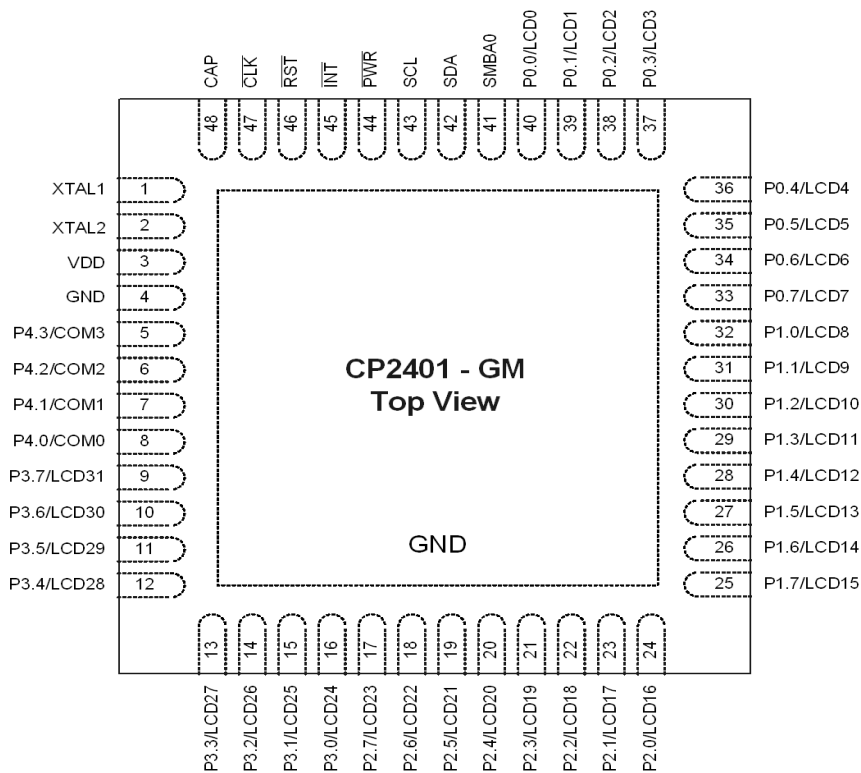 CAP
CLK
RST
INT
PWR
SCL
SDA
SMBA0
P0.0/LCD0
P0.1/LCD1
P0.2/LCD2
P0.3/LCD3
48
47
46
45
44
43
42
41
40
39
38
37
XTAL1 1
XTAL2 2
VDD 3
GND 4
P4.3/COM3 5
P4.2/COM2 6
P4.1/COM1 7
P4.0/COM0 8
P3.7/LCD31 9
P3.6/LCD30 10
P3.5/LCD29 11
P3.4/LCD28 12
CP2401 - GM
Top View
GND
36 P0.4/LCD4
35 P0.5/LCD5
34 P0.6/LCD6
33 P0.7/LCD7
32 P1.0/LCD8
31 P1.1/LCD9
30 P1.2/LCD10
29 P1.3/LCD11
28 P1.4/LCD12
27 P1.5/LCD13
26 P1.6/LCD14
25 P1.7/LCD15
13
14
15
16
17
18
19
20
21
22
23
24
P3.3/LCD27
P3.2/LCD26
P3.1/LCD25
P3.0/LCD24
P2.7/LCD23
P2.6/LCD22
P2.5/LCD21
P2.4/LCD20
P2.3/LCD19
P2.2/LCD18
P2.1/LCD17
P2.0/LCD16